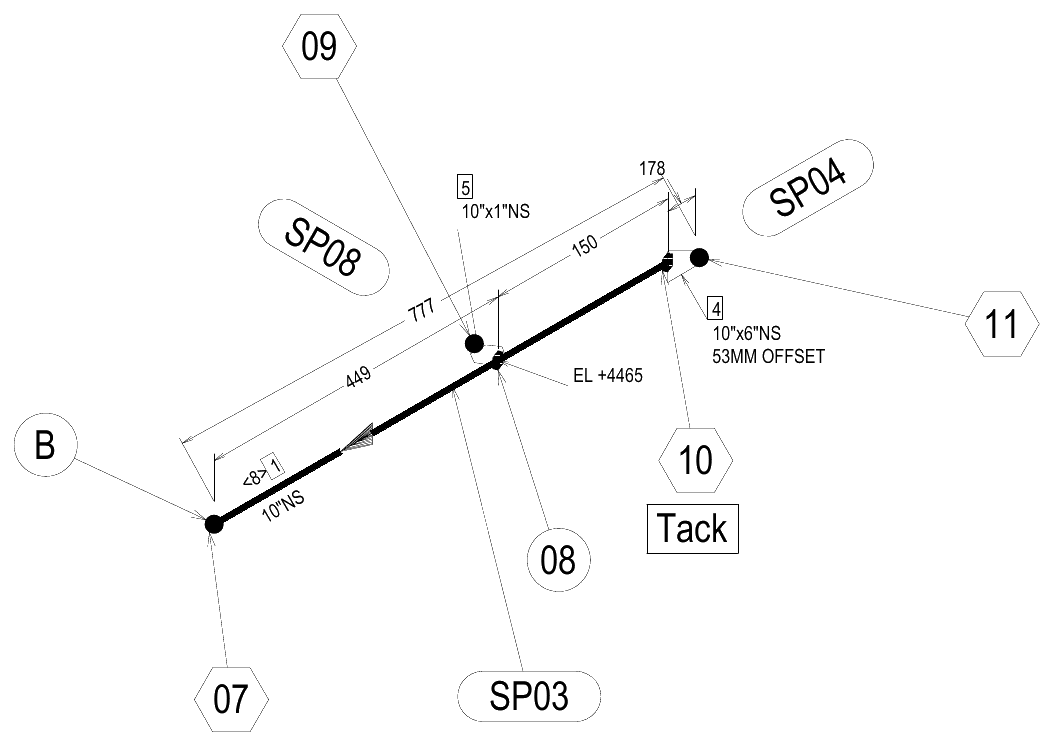 09
178
SP04
5
10"x1"NS
SP08
150
777
11
4
10"x6"NS
53MM OFFSET
449
EL +4465
B
<8> 1
10"NS
10
Tack
08
07
SP03